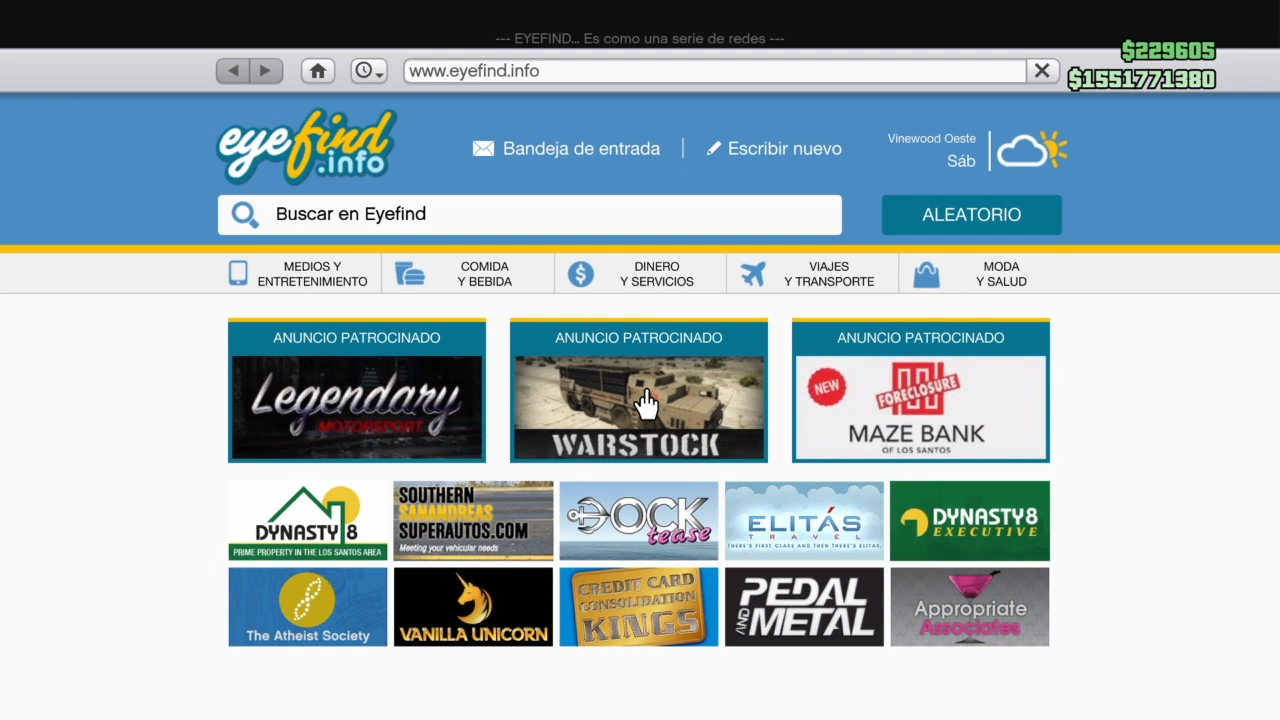 --- EYEFIND... Es como una serie de redes ---
$229605
www.eyefind.info
$1551771380
eyefind
.info
Bandeja de entrada
Escribir nuevo
Vinewood Oeste
Sáb
Buscar en Eyefind
ALEATORIO
MEDIOS Y
ENTRETENIMIENTO
COMIDA
Y BEBIDA
DINERO
Y SERVICIOS
VIAJES
Y TRANSPORTE
MODA
Y SALUD
ANUNCIO PATROCINADO
Legendary
MOTORSPORT
ANUNCIO PATROCINADO
WARSTOCK
ANUNCIO PATROCINADO
NEW
FORECLOSURE
MAZE BANK
OF LOS SANTOS
DYNASTY 8
PRIME PROPERTY IN THE LOS SANTOS AREA
SOUTHERN
SANANDREAS
SUPERAUTOS.COM
Meeting your vehicular needs
DOCK
tease
ELITÁS
TRAVEL
THERE'S FIRST CLASS AND THEN THERE'S ELITÁS.
DYNASTY8
EXECUTIVE
The Atheist Society
VANILLA UNICORN
CREDIT CARD
CONSOLIDATION
KINGS
PEDAL
AND METAL
Appropriate
Associates